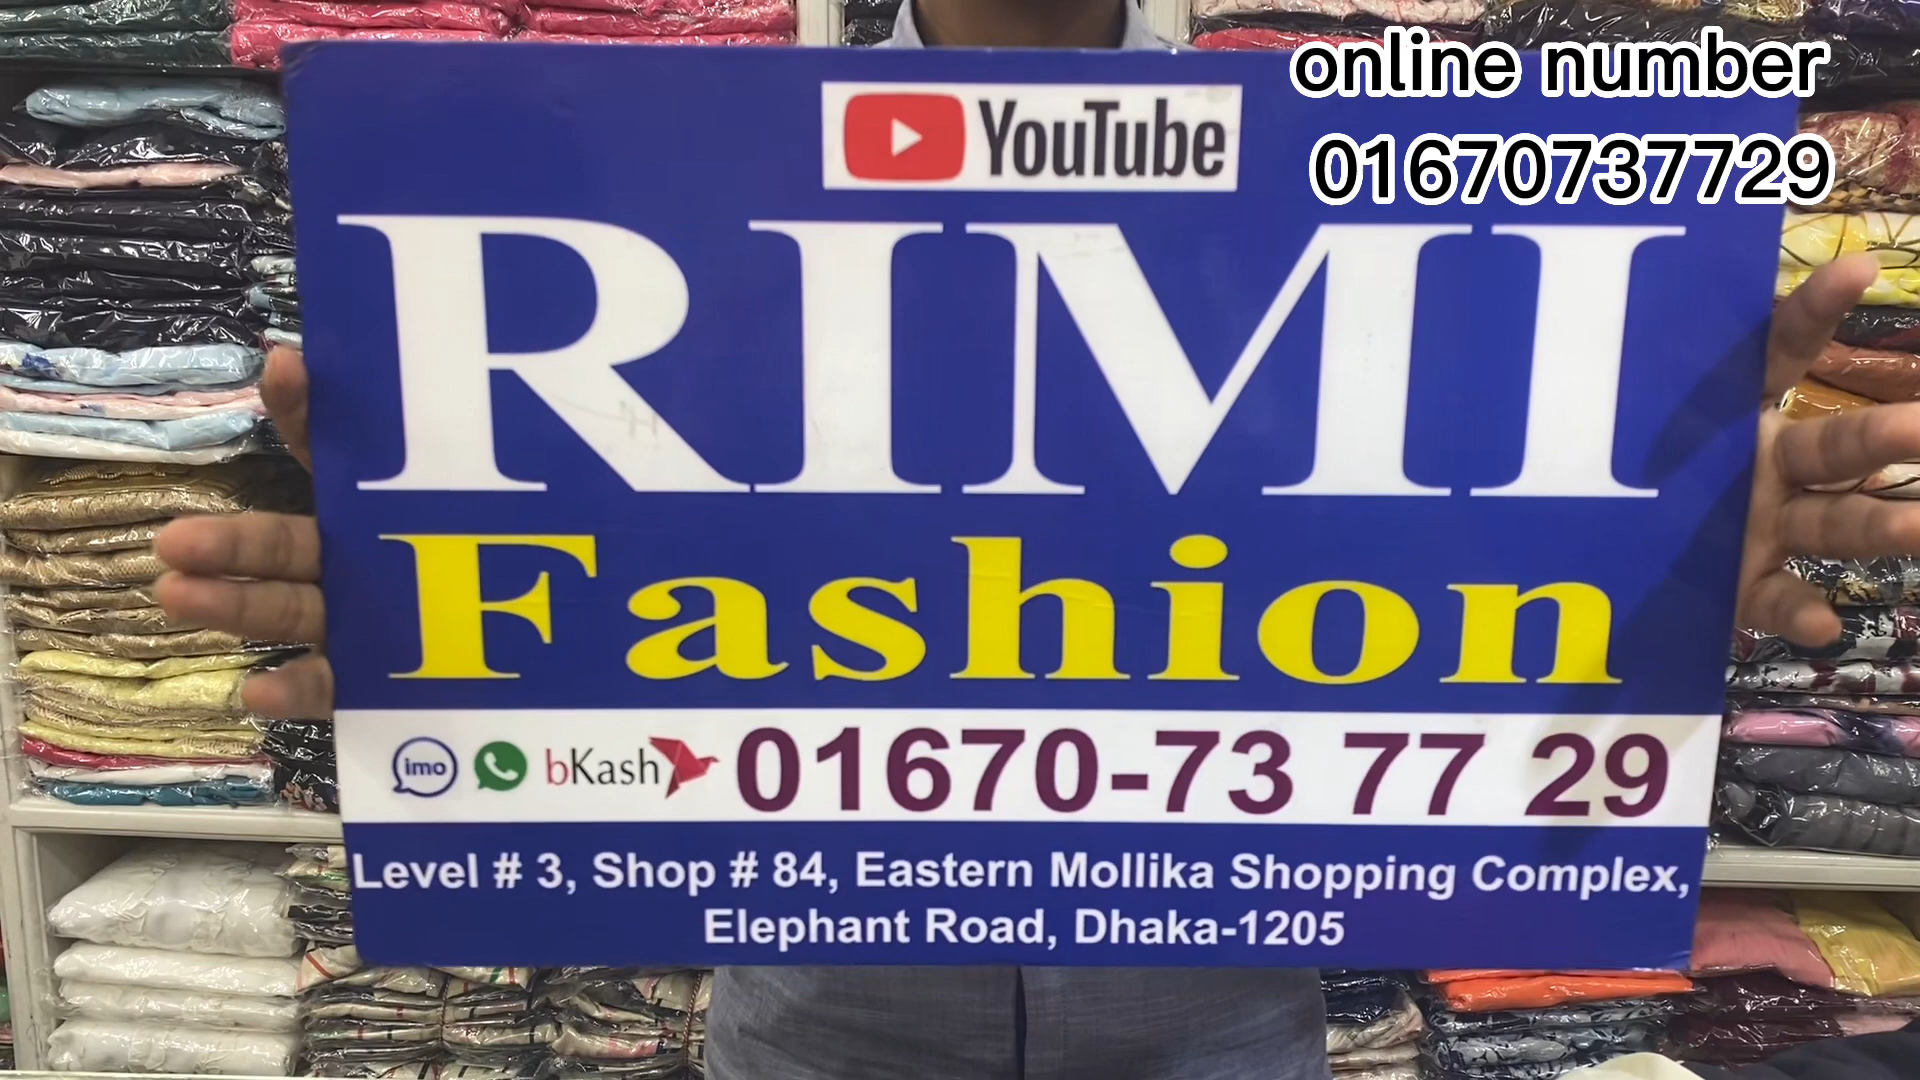 online number
01670737729
YouTube
RIMI
Fashion
imo bKash 01670-73 77 29
Level # 3, Shop # 84, Eastern Mollika Shopping Complex,
Elephant Road, Dhaka-1205